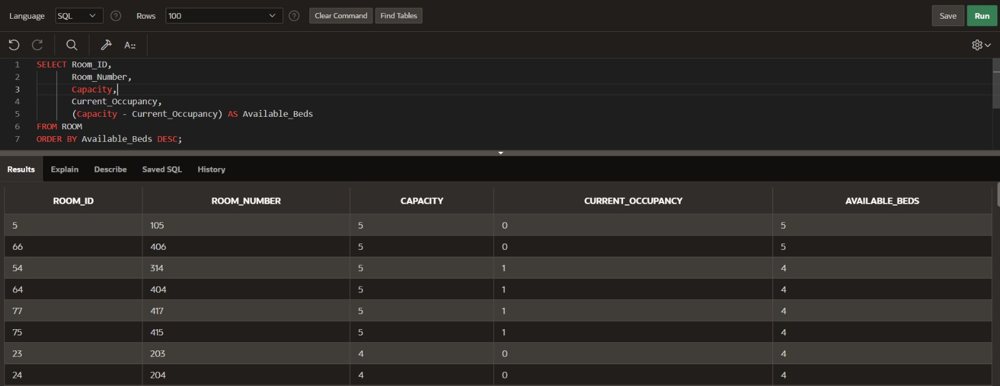 Language SQL ? Rows 100 ? Clear Command Find Tables Save Run
A::
1 SELECT Room_ID,
2 Room_Number,
3 Capacity,
4 Current_Occupancy,
5 (Capacity - Current_Occupancy) AS Available_Beds
6 FROM ROOM
7 ORDER BY Available_Beds DESC;
Results Explain Describe Saved SQL History
ROOM_ID ROOM_NUMBER CAPACITY CURRENT_OCCUPANCY AVAILABLE_BEDS
5 105 5 0 5
66 406 5 0 5
54 314 5 1 4
64 404 5 1 4
77 417 5 1 4
75 415 5 1 4
23 203 4 0 4
24 204 4 0 4